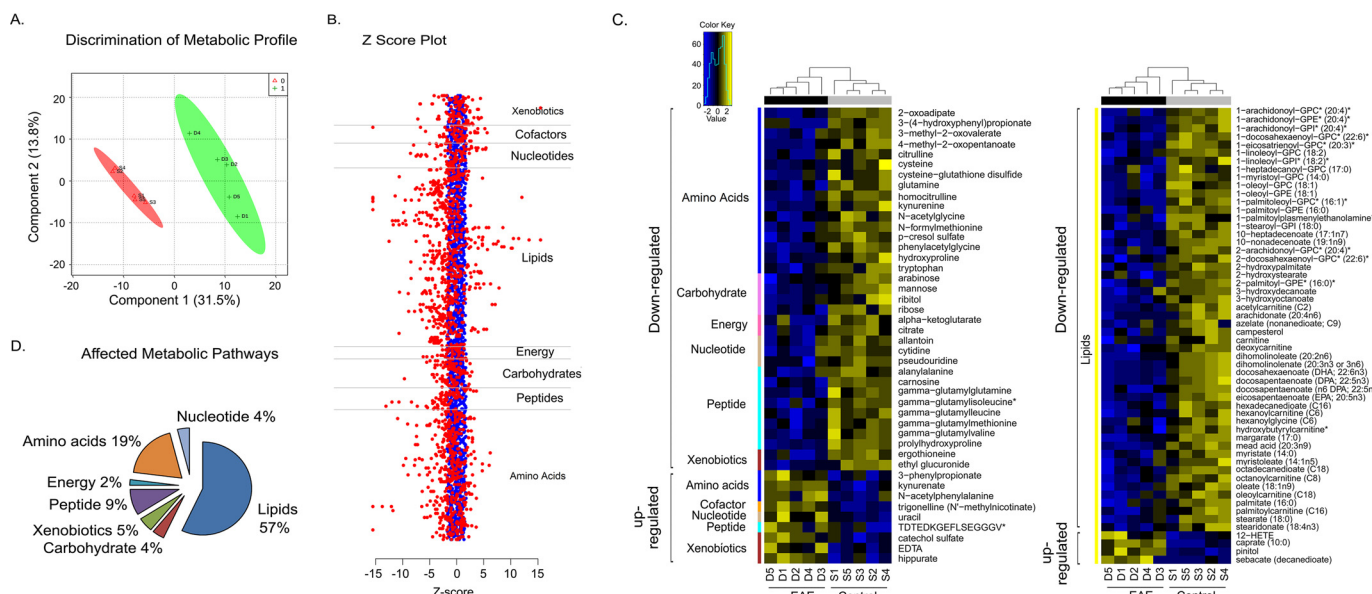 A.
Discrimination of Metabolic Profile
0
1
20
10
0
-10
-20
-20
-10
0
10
20
Component 2 (13.8%)
Component 1 (31.5%)
D4
D3
D2
D5
D1
S3
B.
Z Score Plot
Xenobiotics
Cofactors
Nucleotides
Lipids
Energy
Carbohydrates
Peptides
Amino Acids
-15
-10
-5
0
5
10
15
Z-score
D.
Affected Metabolic Pathways
Nucleotide 4%
Amino acids 19%
Energy 2%
Peptide 9%
Xenobiotics 5%
Carbohydrate 4%
Lipids
57%
C.
Color Key
0 20 40 60
-2 0 2
Value
Down-regulated
up-regulated
Amino Acids
Carbohydrate
Energy
Nucleotide
Peptide
Xenobiotics
Amino acids
Cofactor
Nucleotide
Peptide
Xenobiotics
2-oxoadipate
3-(4-hydroxyphenyl)propionate
3-methyl-2-oxovalerate
4-methyl-2-oxopentanoate
citrulline
cysteine
cysteine-glutathione disulfide
glutamine
homocitrulline
kynurenine
N-acetylglycine
N-formylmethionine
p-cresol sulfate
phenylacetylglycine
hydroxyproline
tryptophan
arabinose
mannose
ribitol
ribose
alpha-ketoglutarate
citrate
allantoin
cytidine
pseudouridine
alanylalanine
carnosine
gamma-glutamylglutamine
gamma-glutamylisoleucine*
gamma-glutamylleucine
gamma-glutamylmethionine
gamma-glutamylvaline
prolylhydroxyproline
ergothioneine
ethyl glucuronide
3-phenylpropionate
kynurenate
N-acetylphenylalanine
trigonelline (N'-methylnicotinate)
uracil
TDTEDKGEFLSEGGGV*
catechol sulfate
EDTA
hippurate
D5 D1 D2 D4 D3 S1 S5 S3 S2 S4
EAE Control
Down-regulated
up-regulated
Lipids
1-arachidonoyl-GPC* (20:4)*
1-arachidonoyl-GPE* (20:4)*
1-arachidonoyl-GPI* (20:4)*
1-docosahexaenoyl-GPC* (22:6)*
1-eicosatrienoyl-GPC* (20:3)*
1-linoleoyl-GPC (18:2)
1-linoleoyl-GPI* (18:2)*
1-heptadecanoyl-GPC (17:0)
1-myristoyl-GPC (14:0)
1-oleoyl-GPC (18:1)
1-oleoyl-GPE (18:1)
1-palmitoleoyl-GPC* (16:1)*
1-palmitoyl-GPE (16:0)
1-palmitoylplasmenylethanolamine
1-stearoyl-GPI (18:0)
10-heptadecenoate (17:1n7)
10-nonadecenoate (19:1n9)
2-arachidonoyl-GPC* (20:4)*
2-docosahexaenoyl-GPC* (22:6)*
2-hydroxypalmitate
2-hydroxystearate
2-palmitoyl-GPE* (16:0)*
3-hydroxydecanoate
3-hydroxyoctanoate
acetylcarnitine (C2)
arachidonate (20:4n6)
azelate (nonanedioate; C9)
campesterol
carnitine
deoxycarnitine
dihomolinoleate (20:2n6)
dihomolinolenate (20:3n3 or 3n6)
docosahexaenoate (DHA; 22:6n3)
docosapentaenoate (DPA; 22:5n3)
docosapentaenoate (n6 DPA; 22:5n
eicosapentaenoate (EPA; 20:5n3)
hexadecanedioate (C16)
hexanoylcarnitine (C6)
hexanoylglycine (C6)
hydroxybutyrylcarnitine*
margarate (17:0)
mead acid (20:3n9)
myristate (14:0)
myristoleate (14:1n5)
octadecanedioate (C18)
octanoylcarnitine (C8)
oleate (18:1n9)
oleoylcarnitine (C18)
palmitate (16:0)
palmitoylcarnitine (C16)
stearate (18:0)
stearidonate (18:4n3)
12-HETE
caprate (10:0)
pinitol
sebacate (decanedioate)
D5 D1 D2 D4 D3 S1 S5 S3 S2 S4
EAE Control